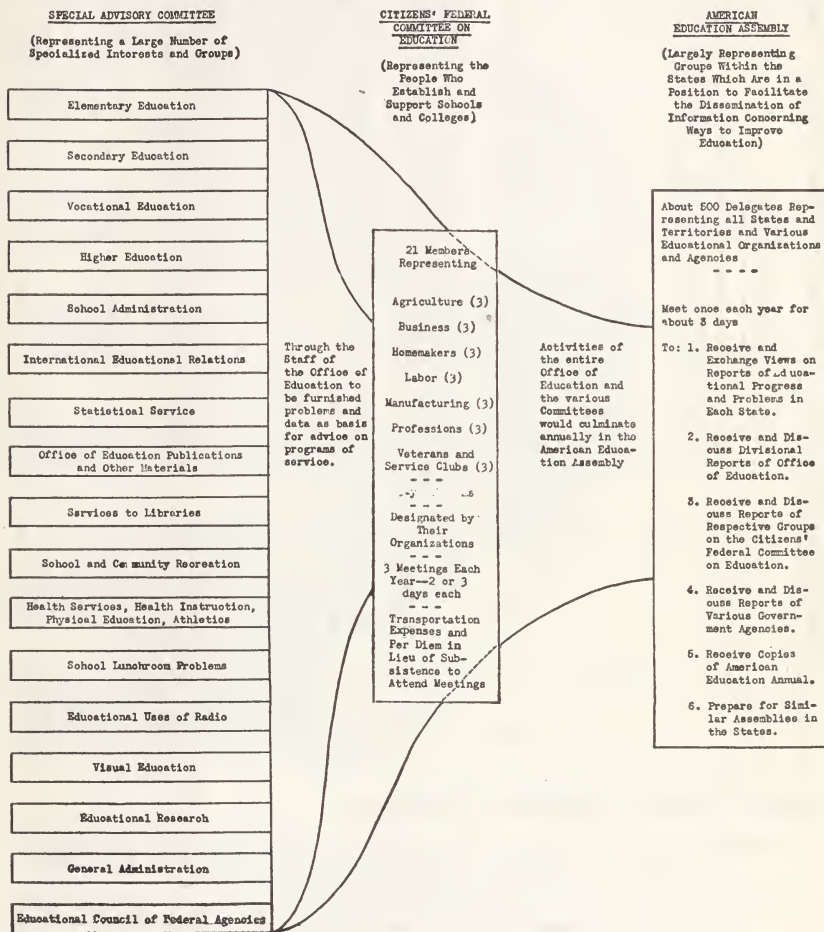 SPECIAL ADVISORY COMMITTEE
(Representing a Large Number of
Specialized Interests and Groups)
Elementary Education
Secondary Education
Vocational Education
Higher Education
School Administration
International Educational Relations
Statistical Service
Office of Education Publications
and Other Materials
Services to Libraries
School and Community Recreation
Health Services, Health Instruction,
Physical Education, Athletics
School Lunchroom Problems
Educational Uses of Radio
Visual Education
Educational Research
General Administration
Educational Council of Federal Agencies
Through the
Staff of
the Office of
Education to
be furnished
problems and
data as basis
for advice on
programs of
service.
CITIZENS' FEDERAL
COMMITTEE ON
EDUCATION
(Representing the
People Who
Establish and
Support Schools
and Colleges)
21 Members
Representing
Agriculture (3)
Business (3)
Homemakers (3)
Labor (3)
Manufacturing (3)
Professions (3)
Veterans and
Service Clubs (3)
- - -
- - -
Designated by
Their
Organizations
- - -
3 Meetings Each
Year--2 or 3
days each
- - -
Transportation
Expenses and
Per Diem in
Lieu of Sub-
sistence to
Attend Meetings
Activities of
the entire
Office of
Education and
the various
Committees
would culminate
annually in the
American Educa-
tion Assembly
AMERICAN
EDUCATION ASSEMBLY
(Largely Representing
Groups Within the
States Which Are in a
Position to Facilitate
the Dissemination of
Information Concerning
Ways to Improve
Education)
About 500 Delegates Rep-
resenting all States and
Territories and Various
Educational Organizations
and Agencies
- - - -
Meet once each year for
about 3 days
To: 1. Receive and
Exchange Views on
Reports of Educa-
tional Progress
and Problems in
Each State.
2. Receive and Dis-
cuss Divisional
Reports of Office
of Education.
3. Receive and Dis-
cuss Reports of
Respective Groups
on the Citizens'
Federal Committee
on Education.
4. Receive and Dis-
cuss Reports of
Various Govern-
ment Agencies.
5. Receive Copies
of American
Education Annual.
6. Prepare for Simi-
lar Assemblies in
the States.